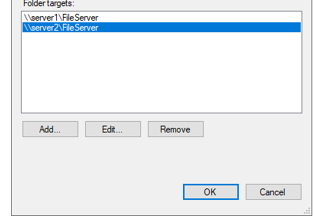 Folder targets:
\\server1\FileServer
\\server2\FileServer
Add...
Edit...
Remove
OK
Cancel